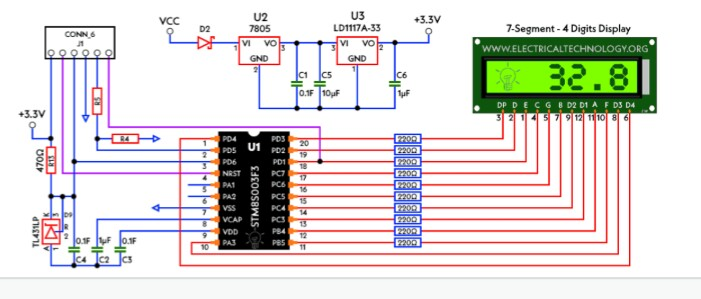 CONN_6
J1
VCC
D2
U2
7805
VI
VO
GND
1
3
2
U3
LD1117A-33
VI
VO
GND
1
2
+3.3V
C1
0.1F
C5
10µF
C6
1µF
7-Segment - 4 Digits Display
WWW.ELECTRICALTECHNOLOGY.ORG
32.8
DP D E C G B D2 D1 A F D3 D4
3 2 1 4 5 7 9 12 11 10 8 6
R5
R4
+3.3V
470Ω
R13
TL431LP
K
A
R
D9
3
2
1
0.1F
C4
1µF
C2
0.1F
C3
U1
STM8S003F3
1 PD4
2 PD5
3 PD6
4 NRST
5 PA1
6 PA2
7 VSS
8 VCAP
9 VDD
10 PA3
PD3 20 220Ω
PD2 19 220Ω
PD1 18 220Ω
PC7 17 220Ω
PC6 16 220Ω
PC5 15 220Ω
PC4 14 220Ω
PC3 13 220Ω
PB4 12 220Ω
PB5 11 220Ω